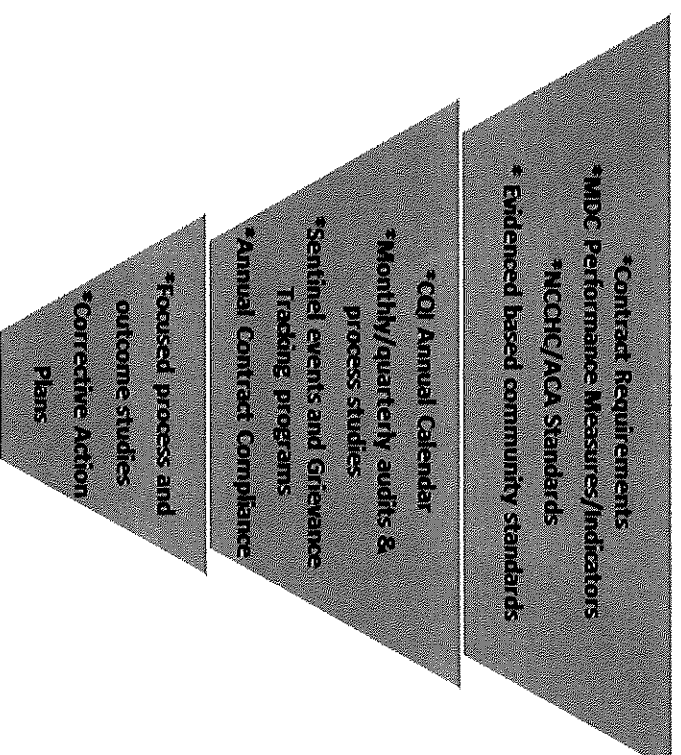 *Contract Requirements
*MDC Performance Measures/Indicators
*NCCHC/ACA Standards
* Evidenced based community standards
*CQI Annual Calendar
*Monthly/quarterly audits &
process studies
*Sentinel events and Grievance
Tracking programs
*Annual Contract Compliance
*Focused process and
outcome studies
*Corrective Action
Plans